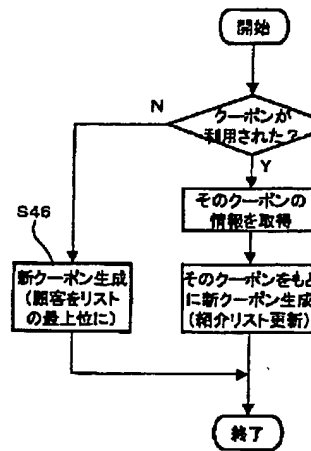 開始
クーポンが
利用された?
N
Y
そのクーポンの
情報を取得
S46
新クーポン生成
(顧客をリスト
の最上位に)
そのクーポンをもと
に新クーポン生成
(紹介リスト更新)
終了